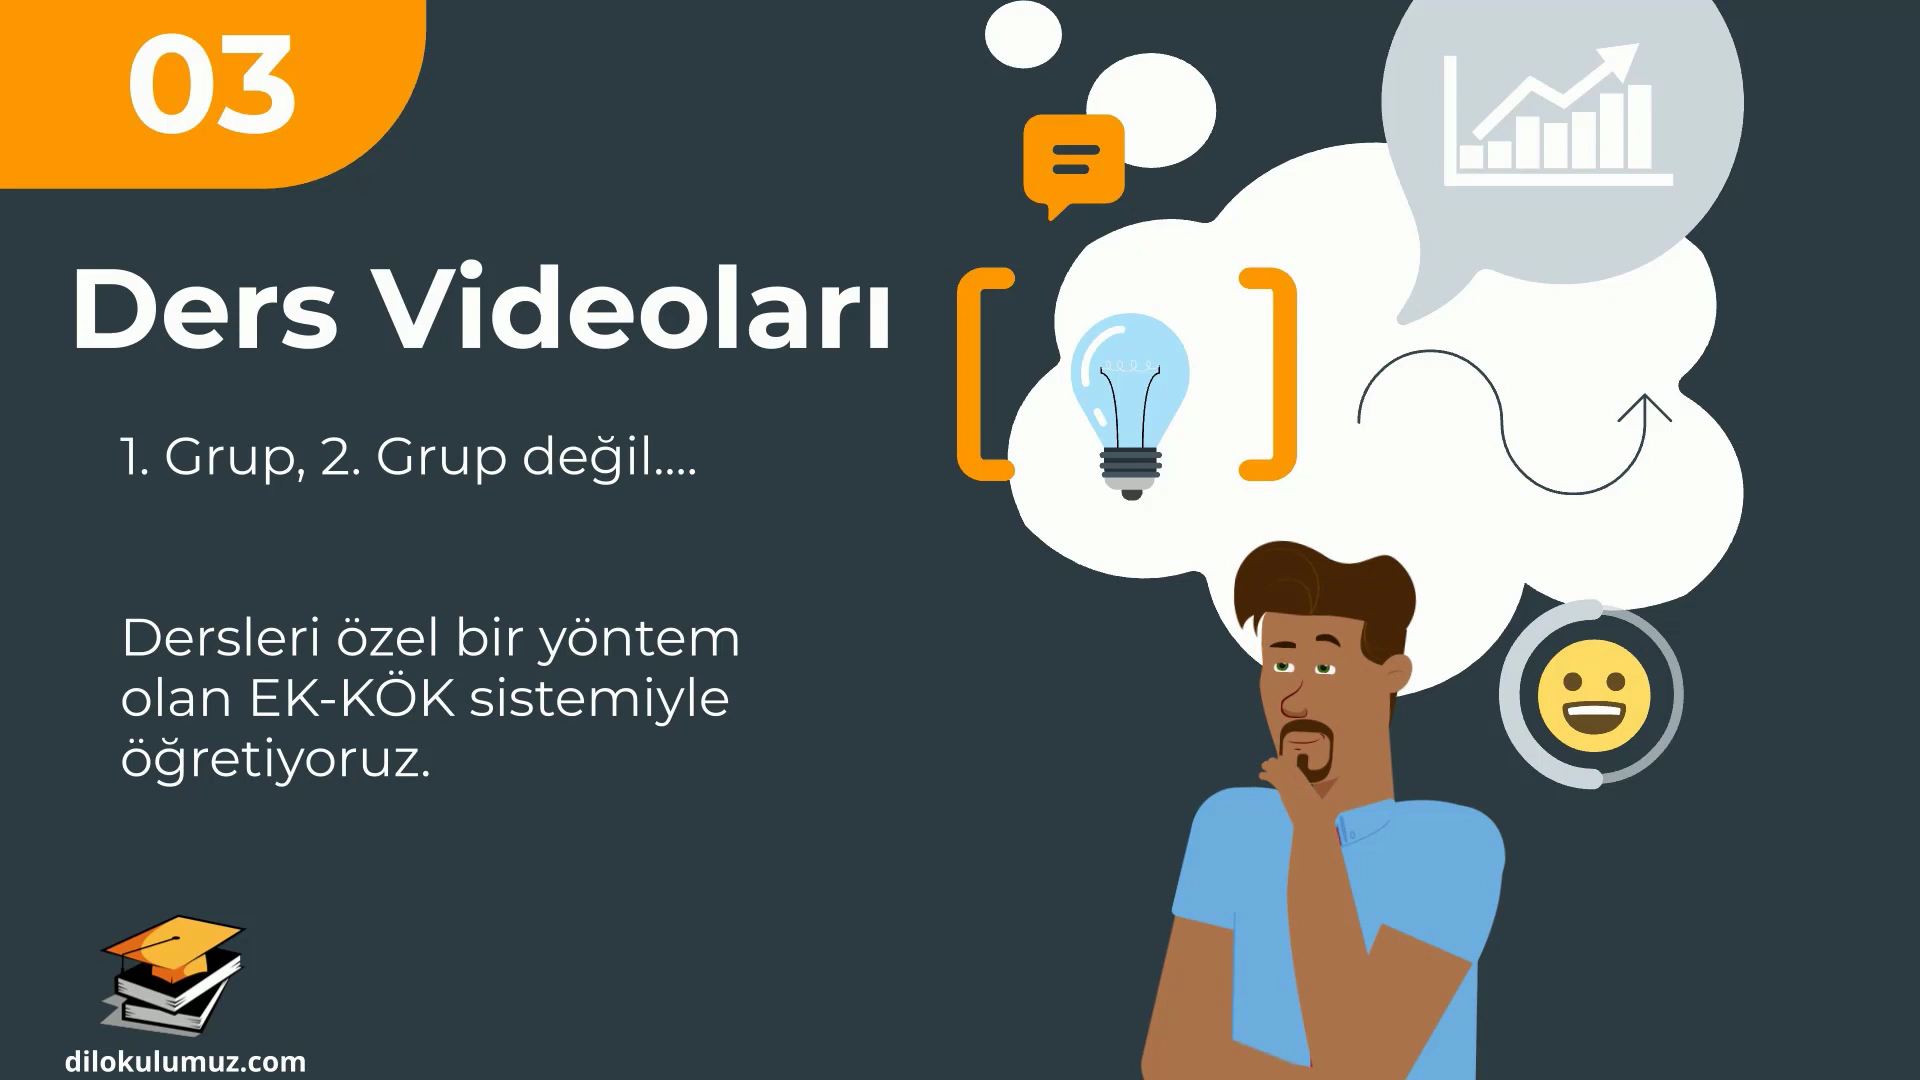 03
Ders Videoları
1. Grup, 2. Grup değil....
Dersleri özel bir yöntem
olan EK-KÖK sistemiyle
öğretiyoruz.
dilokulumuz.com